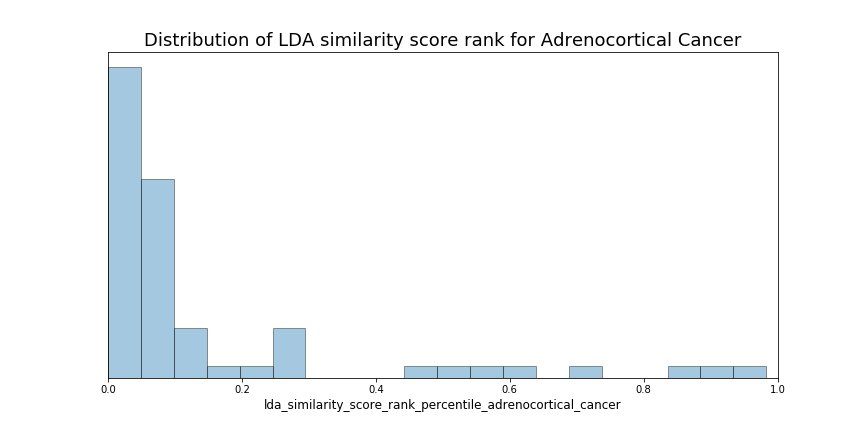 Distribution of LDA similarity score rank for Adrenocortical Cancer
0.0 0.2 0.4 0.6 0.8 1.0
lda_similarity_score_rank_percentile_adrenocortical_cancer